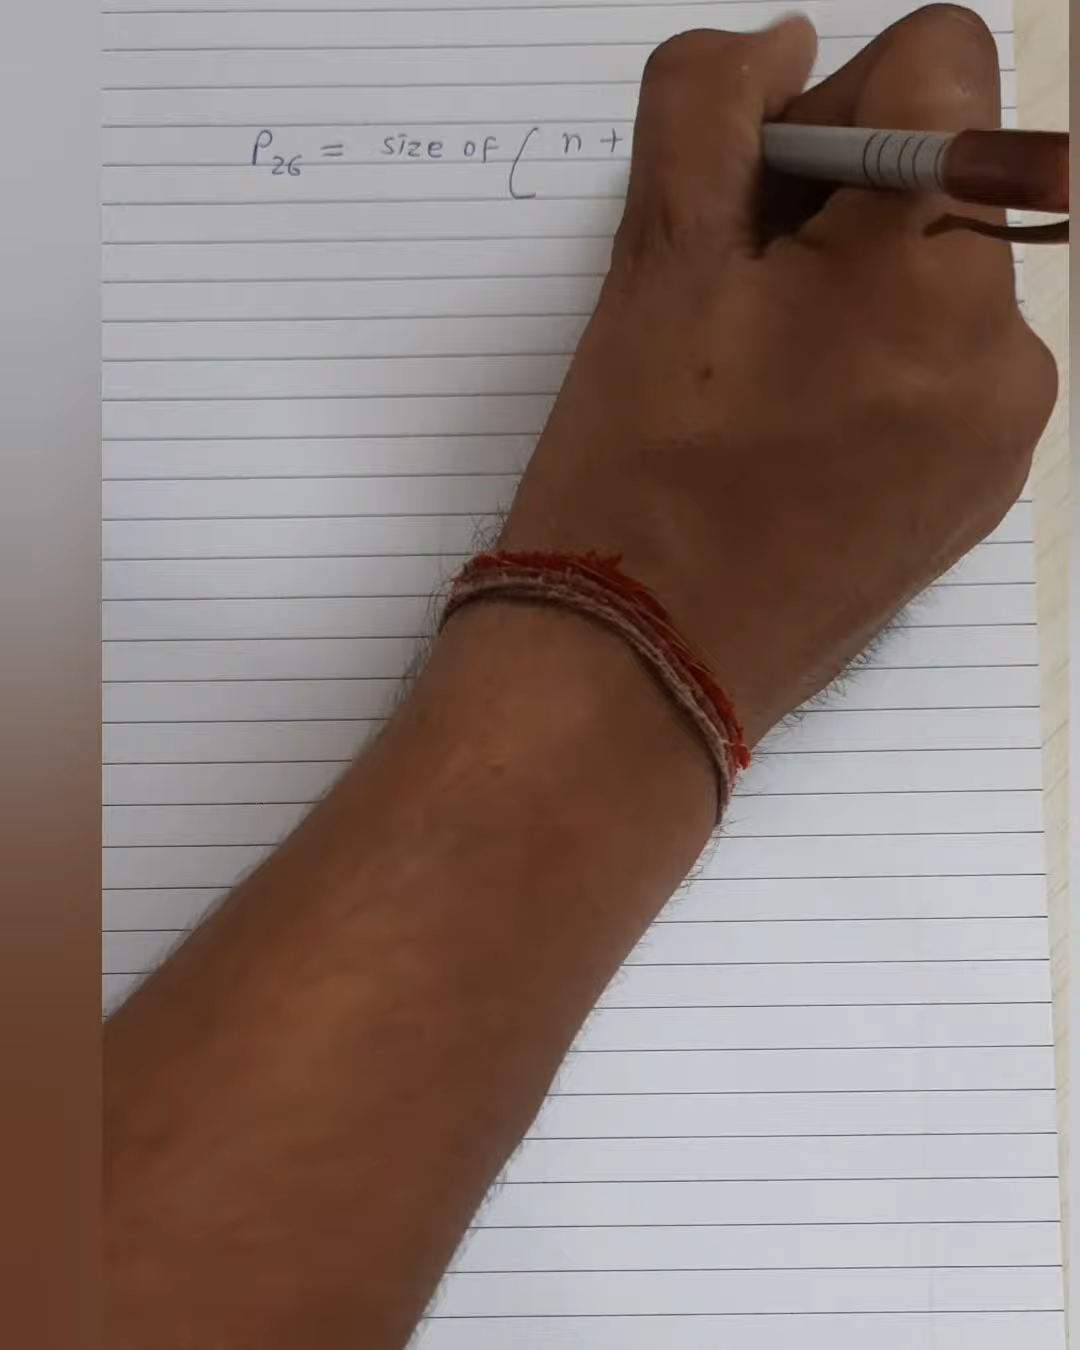 P₂₆ = size of ( n +